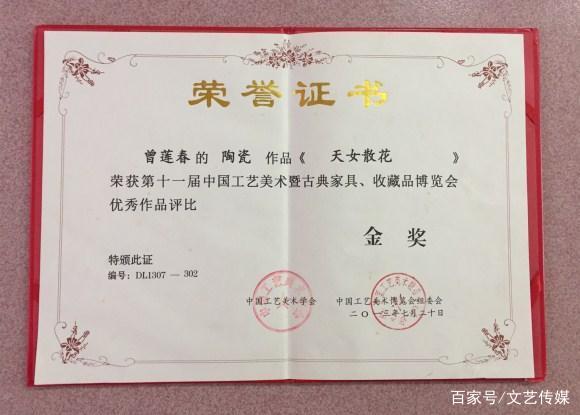 荣誉证书
曾莲春的 陶瓷 作品《 天女散花 》
荣获第十一届中国工艺美术暨古典家具、收藏品博览会
优秀作品评比
金奖
特颁此证
编号：DL1307 — 302
中国工艺美术学会 中国工艺美术博览会组委会
二〇一三年七月二十日
百家号/文艺传媒